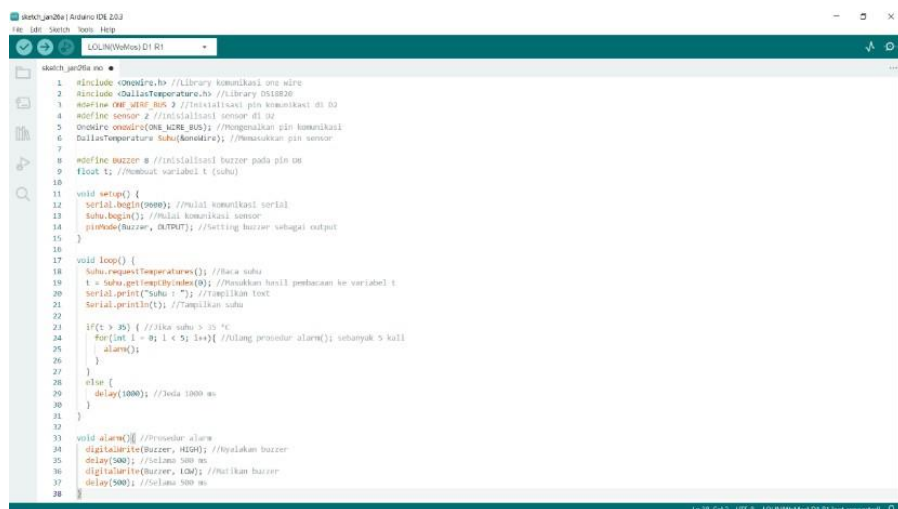 sketch_jan26a | Arduino IDE 2.0.3
File Edit Sketch Tools Help
LOLIN(WeMos) D1 R1
sketch_jan26a.ino
1 #include <OneWire.h> //Library komunikasi one wire
2 #include <DallasTemperature.h> //Library DS18B20
3 #define ONE_WIRE_BUS 2 //Inisialisasi pin komunikasi di D2
4 #define sensor 2 //Inisialisasi sensor di D2
5 OneWire oneWire(ONE_WIRE_BUS); //Mengenalkan pin komunikasi
6 DallasTemperature Suhu(&oneWire); //Memasukkan pin sensor
7
8 #define Buzzer 8 //Inisialisasi buzzer pada pin D8
9 float t; //Membuat variabel t (suhu)
10
11 void setup() {
12 Serial.begin(9600); //Mulai komunikasi serial
13 Suhu.begin(); //Mulai komunikasi sensor
14 pinMode(Buzzer, OUTPUT); //Setting buzzer sebagai output
15 }
16
17 void loop() {
18 Suhu.requestTemperatures(); //Baca suhu
19 t = Suhu.getTempCByIndex(0); //Masukkan hasil pembacaan ke variabel t
20 Serial.print("Suhu : "); //Tampilkan text
21 Serial.println(t); //Tampilkan suhu
22
23 if(t > 35) { //Jika suhu > 35 °C
24 for(int i = 0; i < 5; i++){ //Ulang prosedur alarm(); sebanyak 5 kali
25 alarm();
26 }
27 }
28 else {
29 delay(1000); //Jeda 1000 ms
30 }
31 }
32
33 void alarm(){ //Prosedur alarm
34 digitalWrite(Buzzer, HIGH); //Nyalakan buzzer
35 delay(500); //Selama 500 ms
36 digitalWrite(Buzzer, LOW); //Matikan buzzer
37 delay(500); //Selama 500 ms
38 }